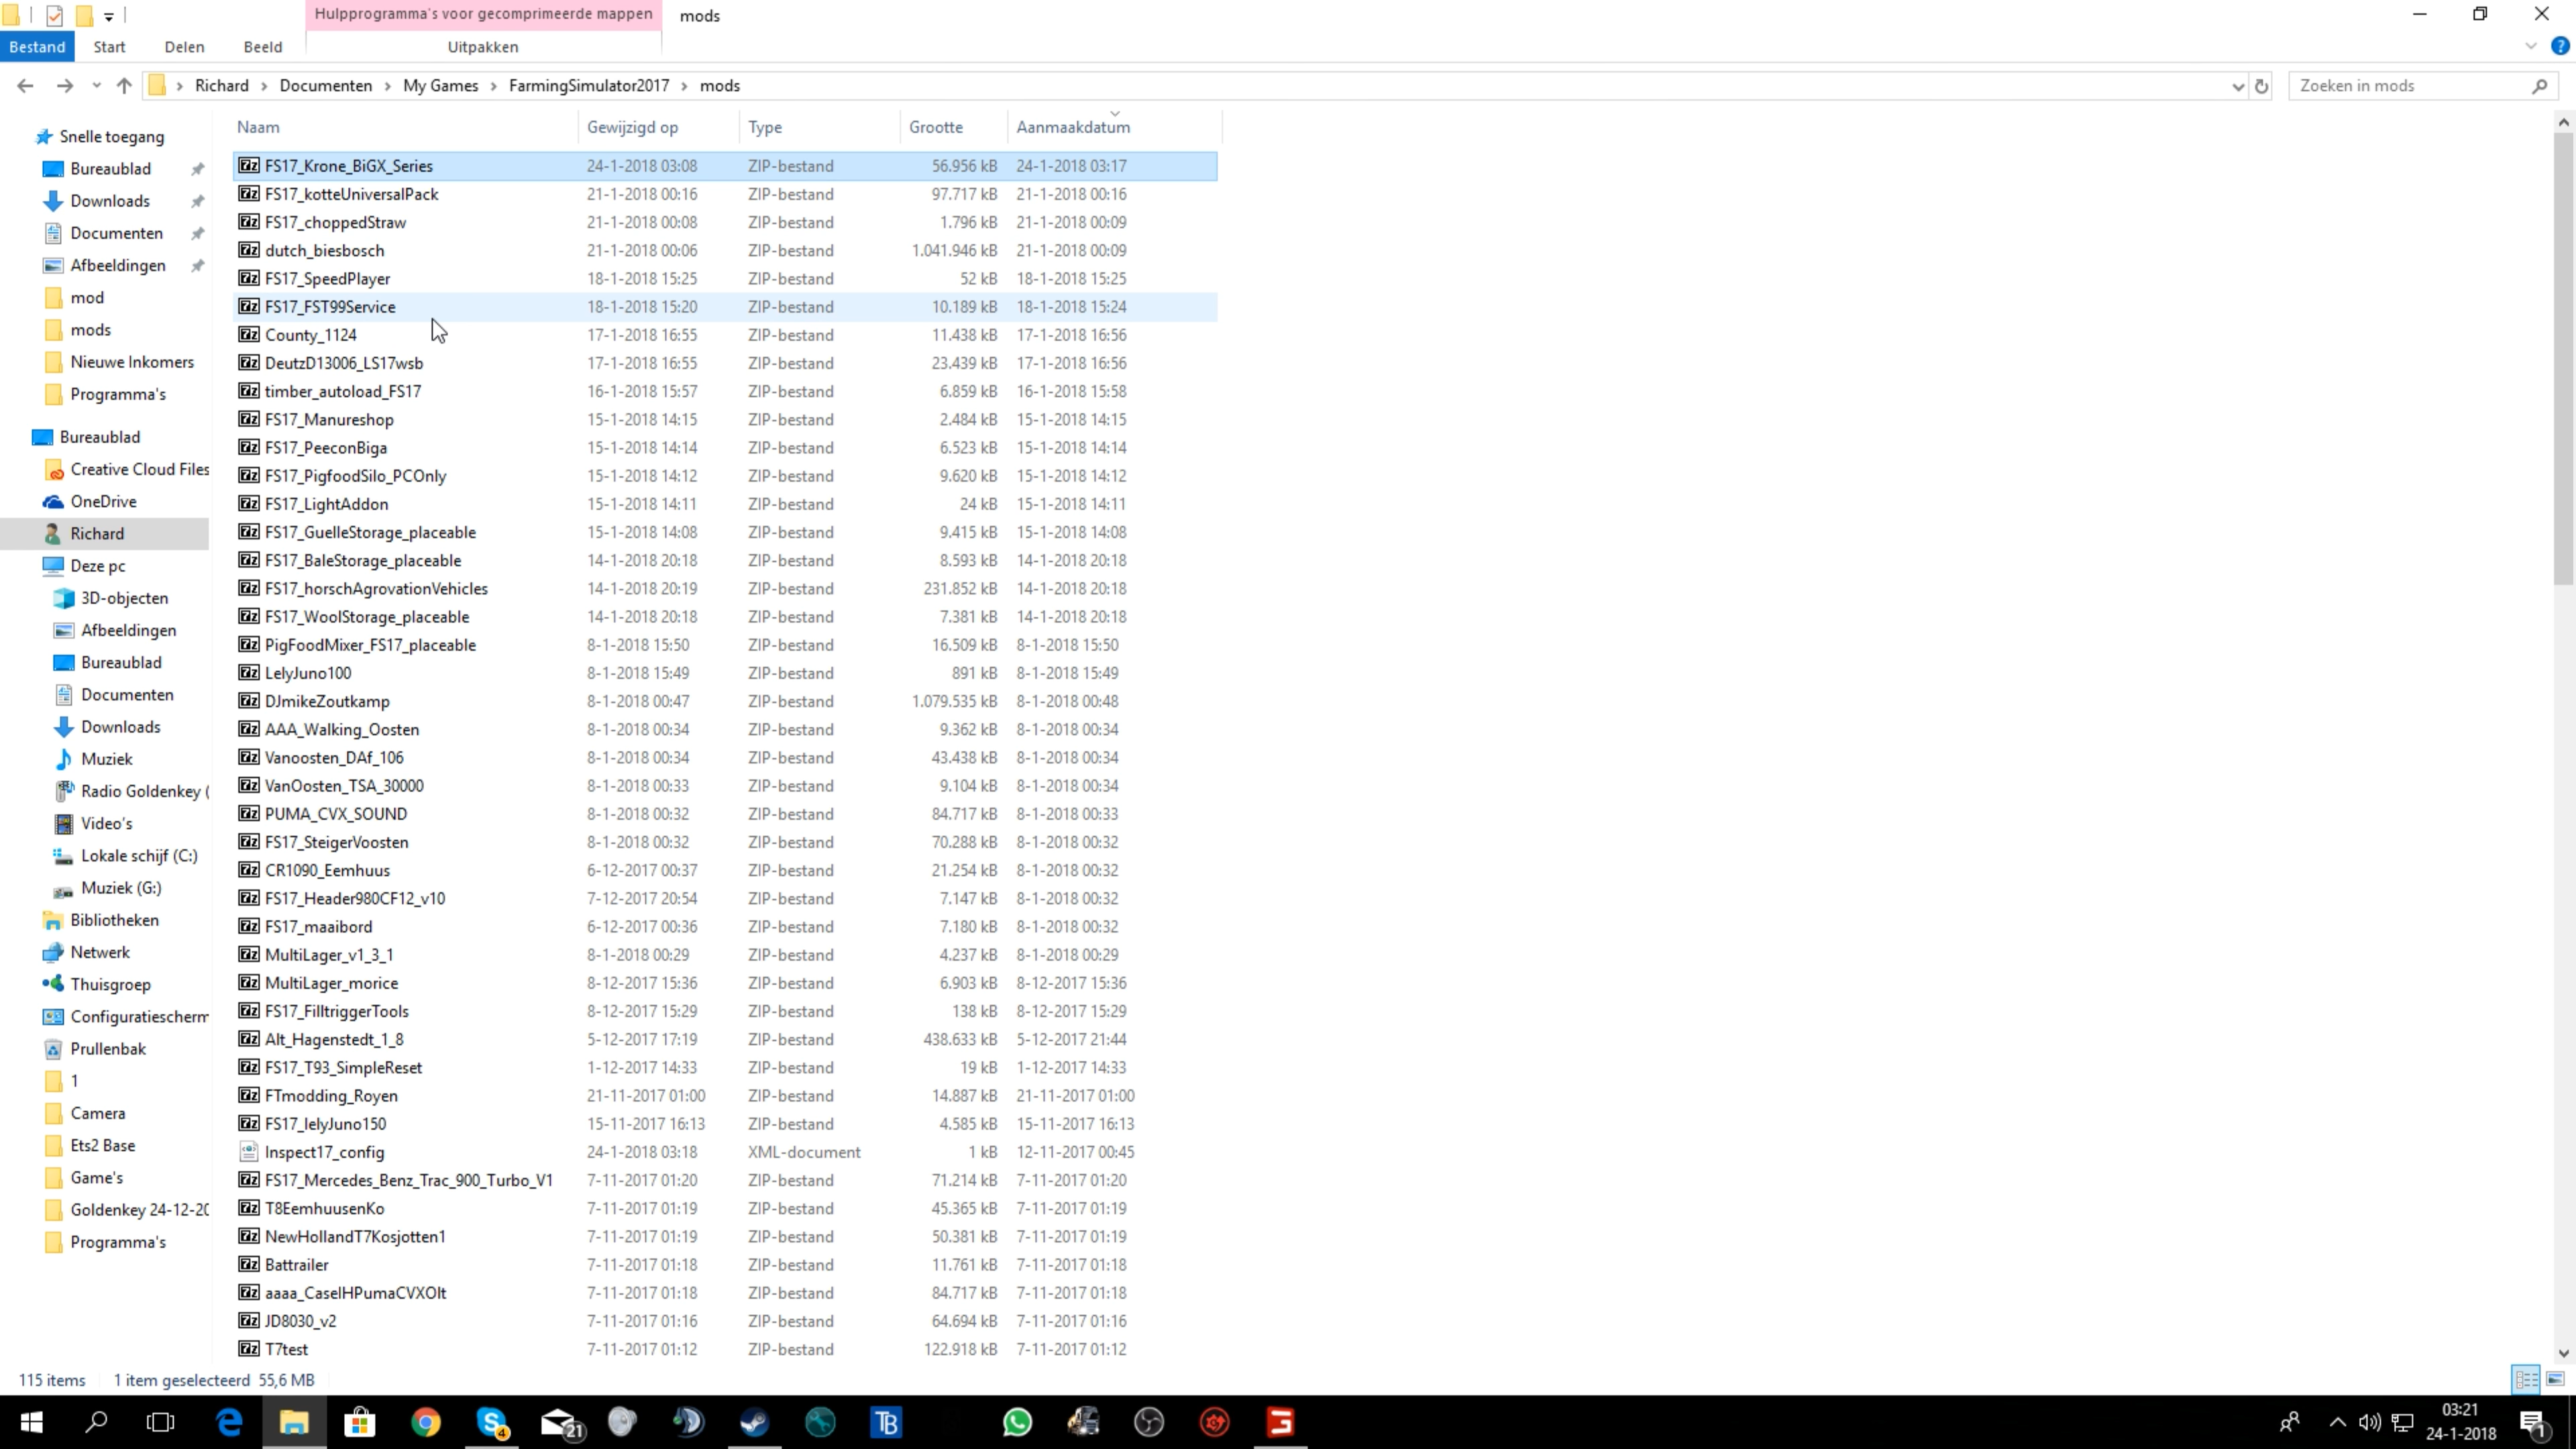 Hulpprogramma's voor gecomprimeerde mappen mods
Bestand Start Delen Beeld Uitpakken
Richard Documenten My Games FarmingSimulator2017 mods Zoeken in mods
Naam Gewijzigd op Type Grootte Aanmaakdatum
Snelle toegang
Bureaublad
Downloads
Documenten
Afbeeldingen
mod
mods
Nieuwe Inkomers
Programma's
Bureaublad
Creative Cloud Files
OneDrive
Richard
Deze pc
3D-objecten
Afbeeldingen
Bureaublad
Documenten
Downloads
Muziek
Radio Goldenkey (
Video's
Lokale schijf (C:)
Muziek (G:)
Bibliotheken
Netwerk
Thuisgroep
Configuratiescherm
Prullenbak
1
Camera
Ets2 Base
Game's
Goldenkey 24-12-20
Programma's
FS17_Krone_BiGX_Series 24-1-2018 03:08 ZIP-bestand 56.956 kB 24-1-2018 03:17
FS17_kotteUniversalPack 21-1-2018 00:16 ZIP-bestand 97.717 kB 21-1-2018 00:16
FS17_choppedStraw 21-1-2018 00:08 ZIP-bestand 1.796 kB 21-1-2018 00:09
dutch_biesbosch 21-1-2018 00:06 ZIP-bestand 1.041.946 kB 21-1-2018 00:09
FS17_SpeedPlayer 18-1-2018 15:25 ZIP-bestand 52 kB 18-1-2018 15:25
FS17_FST99Service 18-1-2018 15:20 ZIP-bestand 10.189 kB 18-1-2018 15:24
County_1124 17-1-2018 16:55 ZIP-bestand 11.438 kB 17-1-2018 16:56
DeutzD13006_LS17wsb 17-1-2018 16:55 ZIP-bestand 23.439 kB 17-1-2018 16:56
timber_autoload_FS17 16-1-2018 15:57 ZIP-bestand 6.859 kB 16-1-2018 15:58
FS17_Manureshop 15-1-2018 14:15 ZIP-bestand 2.484 kB 15-1-2018 14:15
FS17_PeeconBiga 15-1-2018 14:14 ZIP-bestand 6.523 kB 15-1-2018 14:14
FS17_PigfoodSilo_PCOnly 15-1-2018 14:12 ZIP-bestand 9.620 kB 15-1-2018 14:12
FS17_LightAddon 15-1-2018 14:11 ZIP-bestand 24 kB 15-1-2018 14:11
FS17_GuelleStorage_placeable 15-1-2018 14:08 ZIP-bestand 9.415 kB 15-1-2018 14:08
FS17_BaleStorage_placeable 14-1-2018 20:18 ZIP-bestand 8.593 kB 14-1-2018 20:18
FS17_horschAgrovationVehicles 14-1-2018 20:19 ZIP-bestand 231.852 kB 14-1-2018 20:18
FS17_WoolStorage_placeable 14-1-2018 20:18 ZIP-bestand 7.381 kB 14-1-2018 20:18
PigFoodMixer_FS17_placeable 8-1-2018 15:50 ZIP-bestand 16.509 kB 8-1-2018 15:50
LelyJuno100 8-1-2018 15:49 ZIP-bestand 891 kB 8-1-2018 15:49
DJmikeZoutkamp 8-1-2018 00:47 ZIP-bestand 1.079.535 kB 8-1-2018 00:48
AAA_Walking_Oosten 8-1-2018 00:34 ZIP-bestand 9.362 kB 8-1-2018 00:34
Vanoosten_DAf_106 8-1-2018 00:34 ZIP-bestand 43.438 kB 8-1-2018 00:34
VanOosten_TSA_30000 8-1-2018 00:33 ZIP-bestand 9.104 kB 8-1-2018 00:34
PUMA_CVX_SOUND 8-1-2018 00:32 ZIP-bestand 84.717 kB 8-1-2018 00:33
FS17_SteigerVoosten 8-1-2018 00:32 ZIP-bestand 70.288 kB 8-1-2018 00:32
CR1090_Eemhuus 6-12-2017 00:37 ZIP-bestand 21.254 kB 8-1-2018 00:32
FS17_Header980CF12_v10 7-12-2017 20:54 ZIP-bestand 7.147 kB 8-1-2018 00:32
FS17_maaibord 6-12-2017 00:36 ZIP-bestand 7.180 kB 8-1-2018 00:32
MultiLager_v1_3_1 8-1-2018 00:29 ZIP-bestand 4.237 kB 8-1-2018 00:29
MultiLager_morice 8-12-2017 15:36 ZIP-bestand 6.903 kB 8-12-2017 15:36
FS17_FilltriggerTools 8-12-2017 15:29 ZIP-bestand 138 kB 8-12-2017 15:29
Alt_Hagenstedt_1_8 5-12-2017 17:19 ZIP-bestand 438.633 kB 5-12-2017 21:44
FS17_T93_SimpleReset 1-12-2017 14:33 ZIP-bestand 19 kB 1-12-2017 14:33
FTmodding_Royen 21-11-2017 01:00 ZIP-bestand 14.887 kB 21-11-2017 01:00
FS17_lelyJuno150 15-11-2017 16:13 ZIP-bestand 4.585 kB 15-11-2017 16:13
Inspect17_config 24-1-2018 03:18 XML-document 1 kB 12-11-2017 00:45
FS17_Mercedes_Benz_Trac_900_Turbo_V1 7-11-2017 01:20 ZIP-bestand 71.214 kB 7-11-2017 01:20
T8EemhuusenKo 7-11-2017 01:19 ZIP-bestand 45.365 kB 7-11-2017 01:19
NewHollandT7Kosjotten1 7-11-2017 01:19 ZIP-bestand 50.381 kB 7-11-2017 01:19
Battrailer 7-11-2017 01:18 ZIP-bestand 11.761 kB 7-11-2017 01:18
aaaa_CaseIHPumaCVXOlt 7-11-2017 01:18 ZIP-bestand 84.717 kB 7-11-2017 01:18
JD8030_v2 7-11-2017 01:16 ZIP-bestand 64.694 kB 7-11-2017 01:16
T7test 7-11-2017 01:12 ZIP-bestand 122.918 kB 7-11-2017 01:12
115 items 1 item geselecteerd 55,6 MB
4 21 TB 03:21
24-1-2018 1